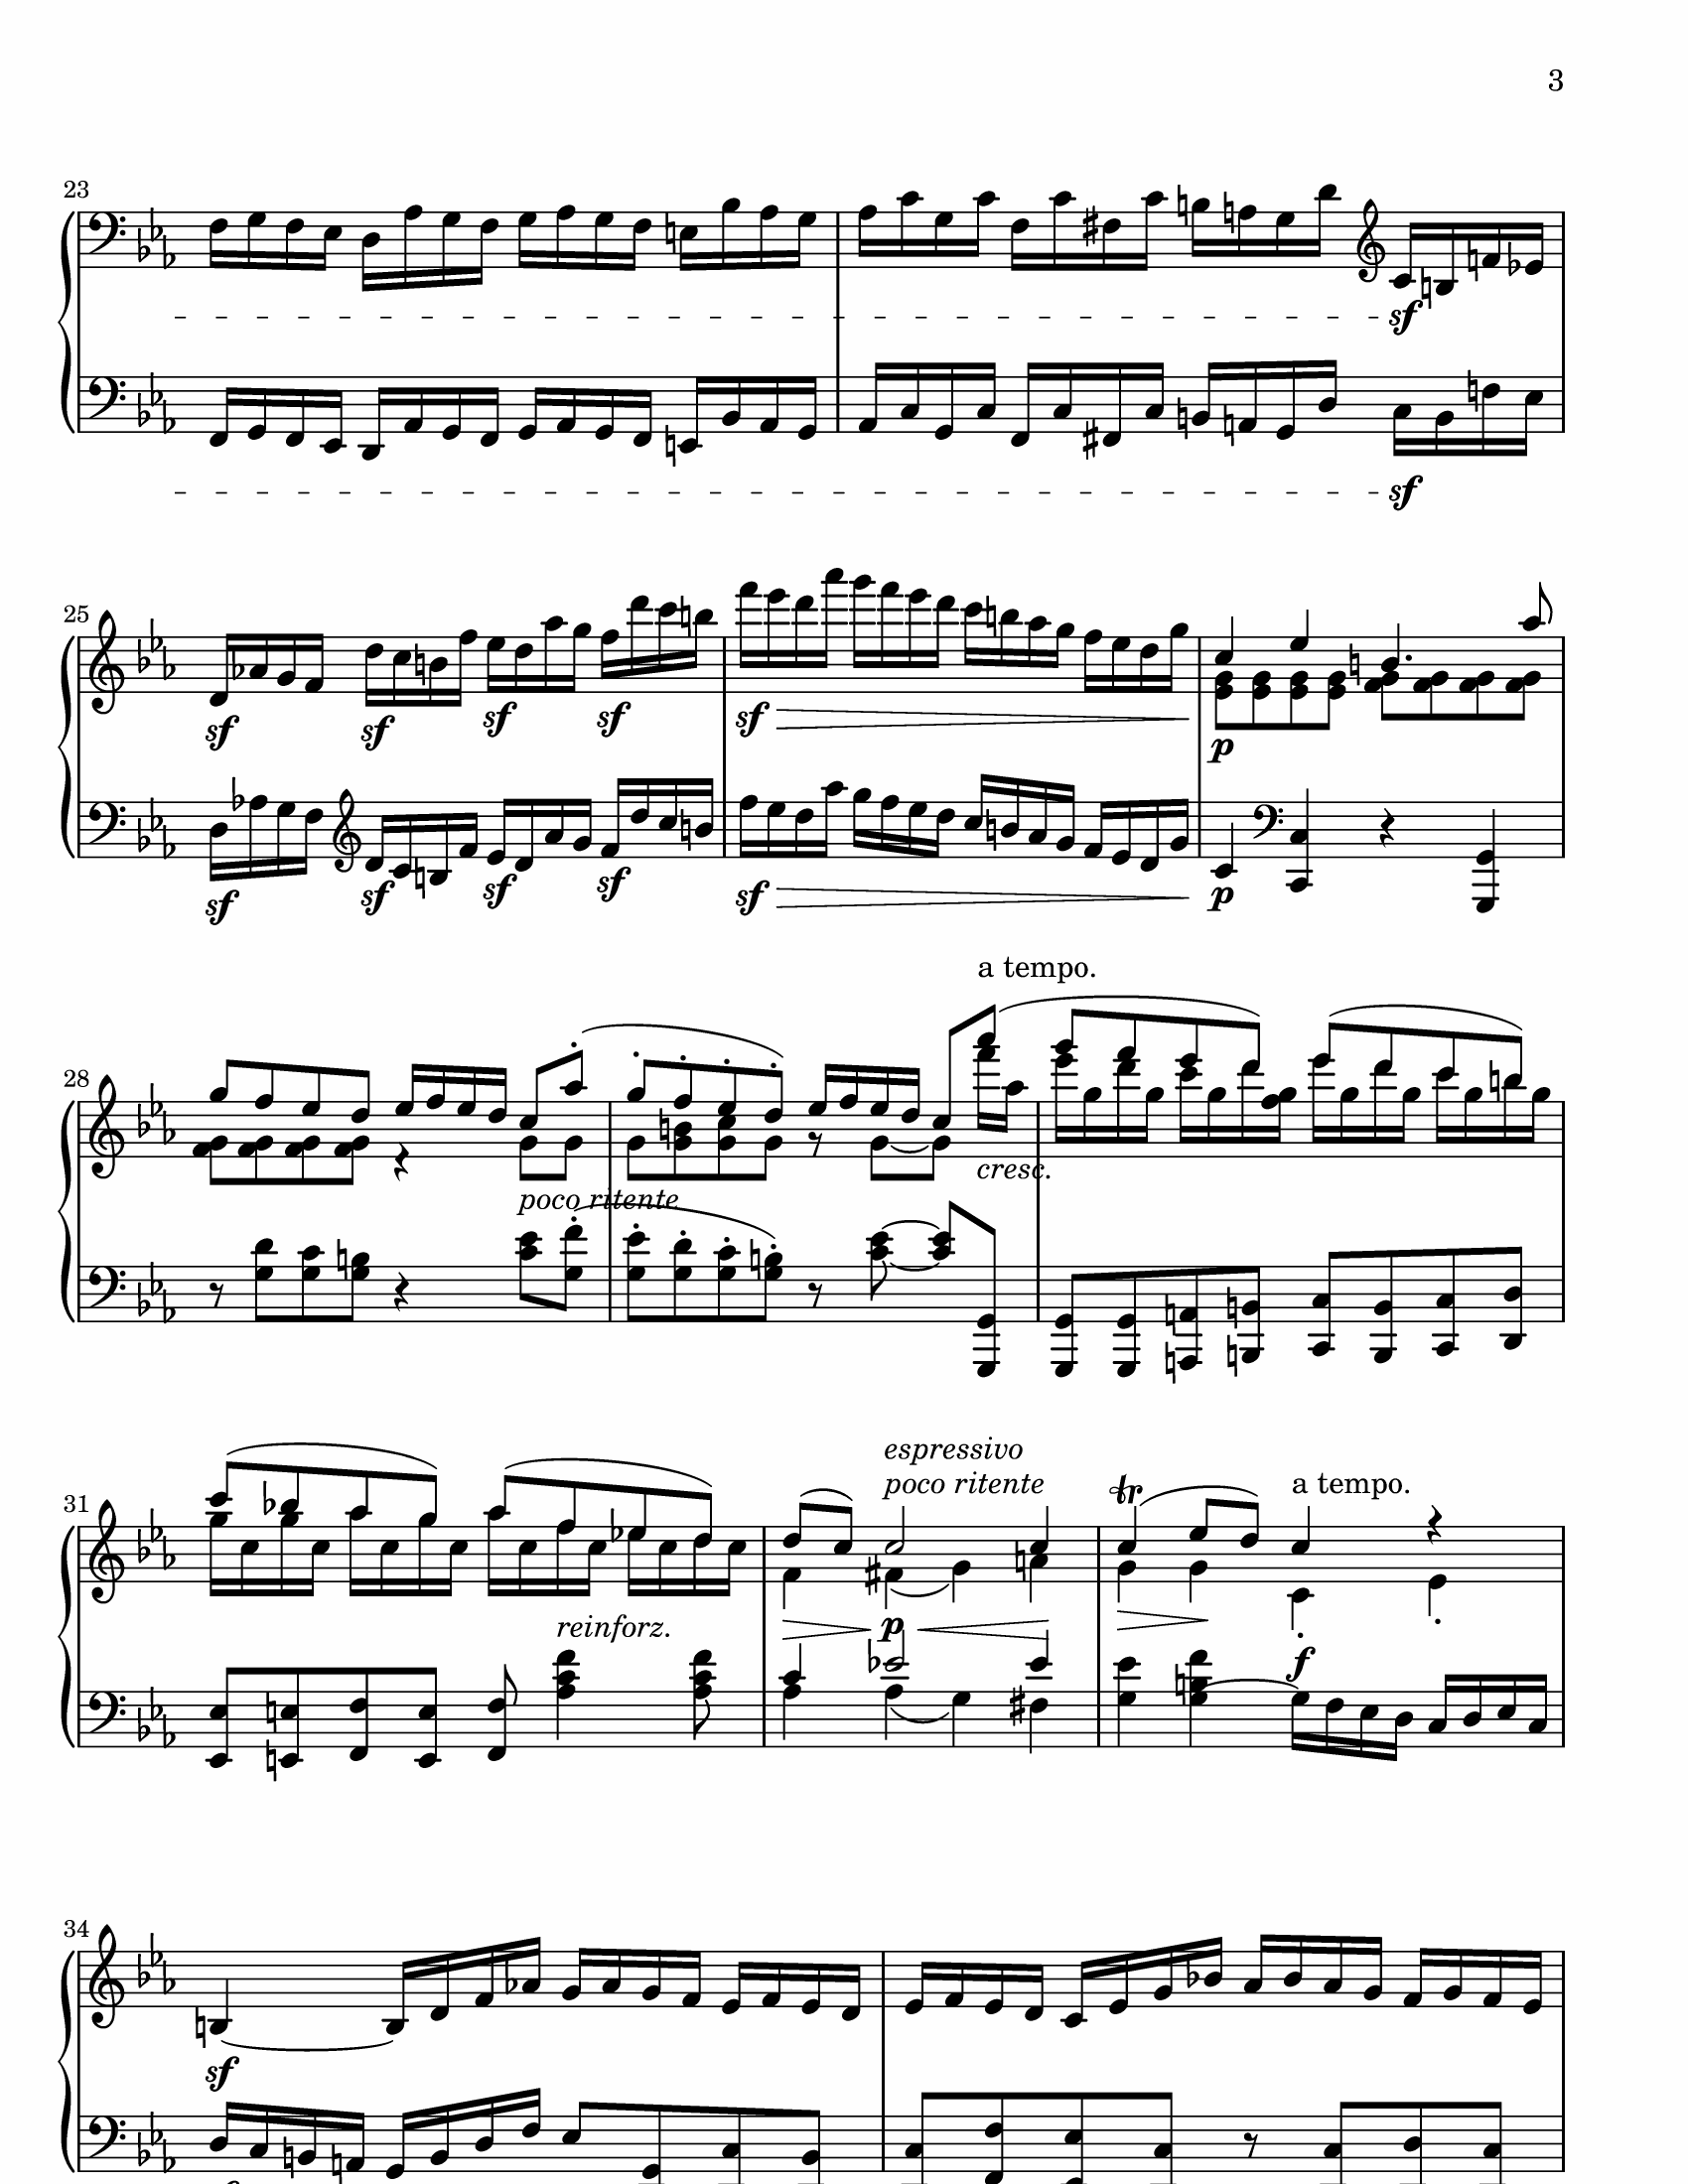 3
23
sf
sf
25
sf sf sf sf
sf p
sf sf sf sf
sf p
a tempo.
28
cresc.
poco ritente
espressivo
poco ritente
a tempo.
31
tr
reinforz.
p
f
34
sf